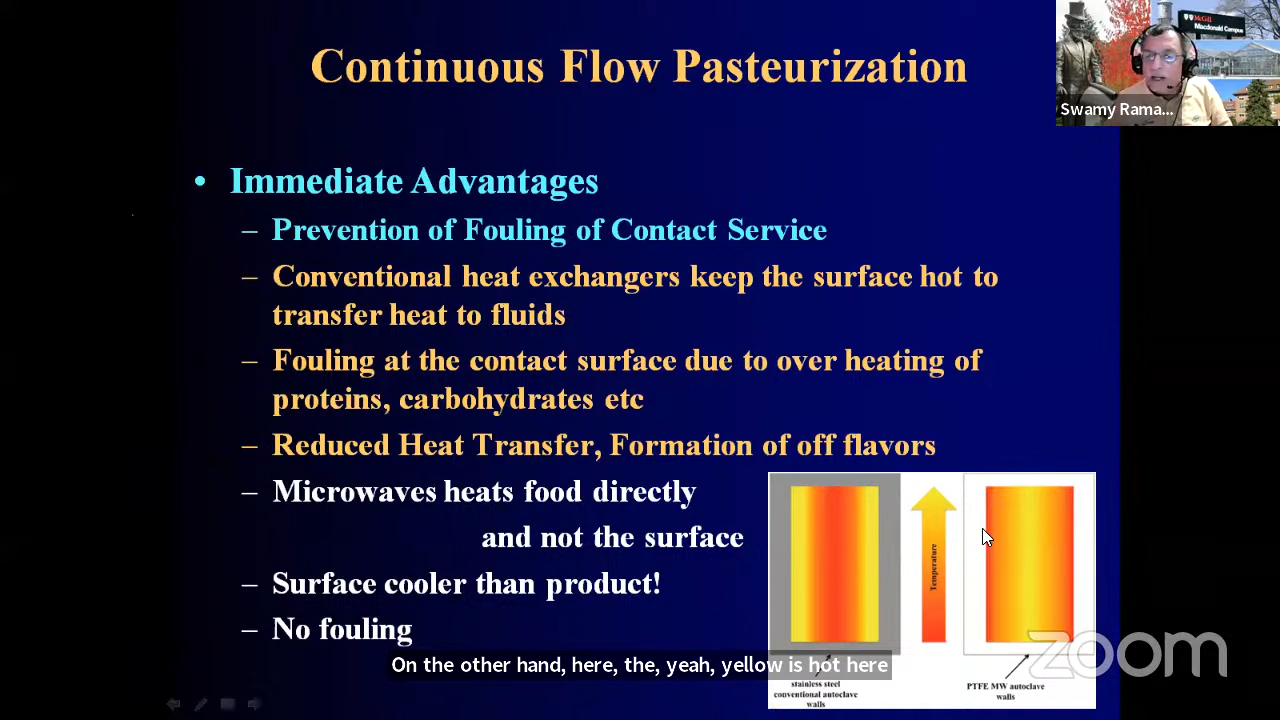 Continuous Flow Pasteurization
McGill
Macdonald Campus
Swamy Rama...
• Immediate Advantages
– Prevention of Fouling of Contact Service
– Conventional heat exchangers keep the surface hot to
transfer heat to fluids
– Fouling at the contact surface due to over heating of
proteins, carbohydrates etc
– Reduced Heat Transfer, Formation of off flavors
– Microwaves heats food directly
and not the surface
– Surface cooler than product!
– No fouling
Temperature
zoom
On the other hand, here, the, yeah, yellow is hot here
stainless steel
conventional autoclave
walls
PTFE MW autoclave
walls